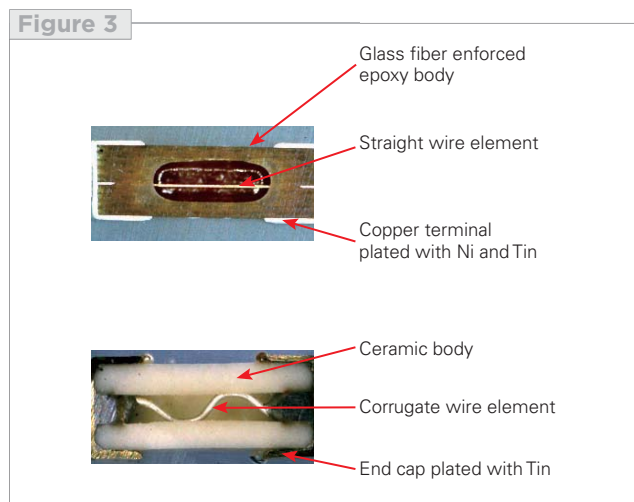 Figure 3
Glass fiber enforced
epoxy body
Straight wire element
Copper terminal
plated with Ni and Tin
Ceramic body
Corrugate wire element
End cap plated with Tin